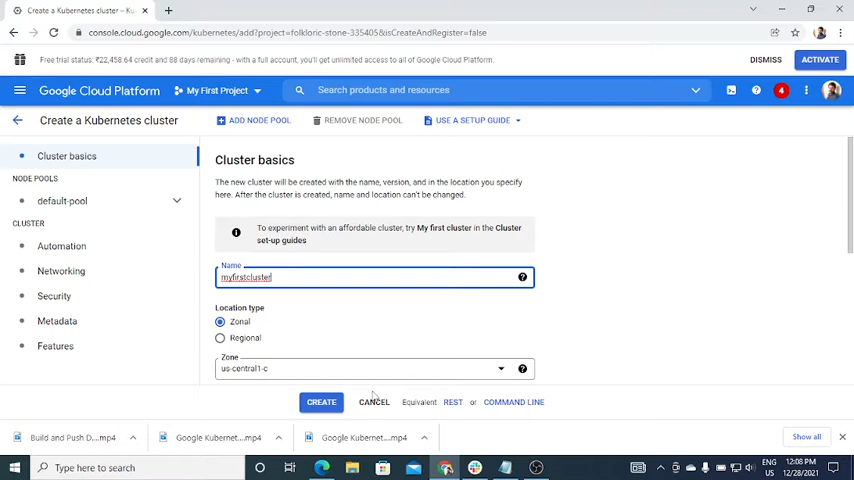 Create a Kubernetes cluster – Ku
console.cloud.google.com/kubernetes/add?project=folkloric-stone-335405&isCreateAndRegister=false
Free trial status: ₹22,458.64 credit and 88 days remaining - with a full account, you'll get unlimited access to all of Google Cloud Platform.
DISMISS
ACTIVATE
Google Cloud Platform
My First Project
Search products and resources
4
Create a Kubernetes cluster
ADD NODE POOL
REMOVE NODE POOL
USE A SETUP GUIDE
Cluster basics
NODE POOLS
default-pool
CLUSTER
Automation
Networking
Security
Metadata
Features
Cluster basics
The new cluster will be created with the name, version, and in the location you specify
here. After the cluster is created, name and location can't be changed.
To experiment with an affordable cluster, try My first cluster in the Cluster
set-up guides
Name
myfirstcluster
Location type
Zonal
Regional
Zone
us-central1-c
CREATE
CANCEL
Equivalent REST or COMMAND LINE
Build and Push D....mp4
Google Kubernet....mp4
Google Kubernet....mp4
Show all
Type here to search
ENG
US
12:08 PM
12/28/2021